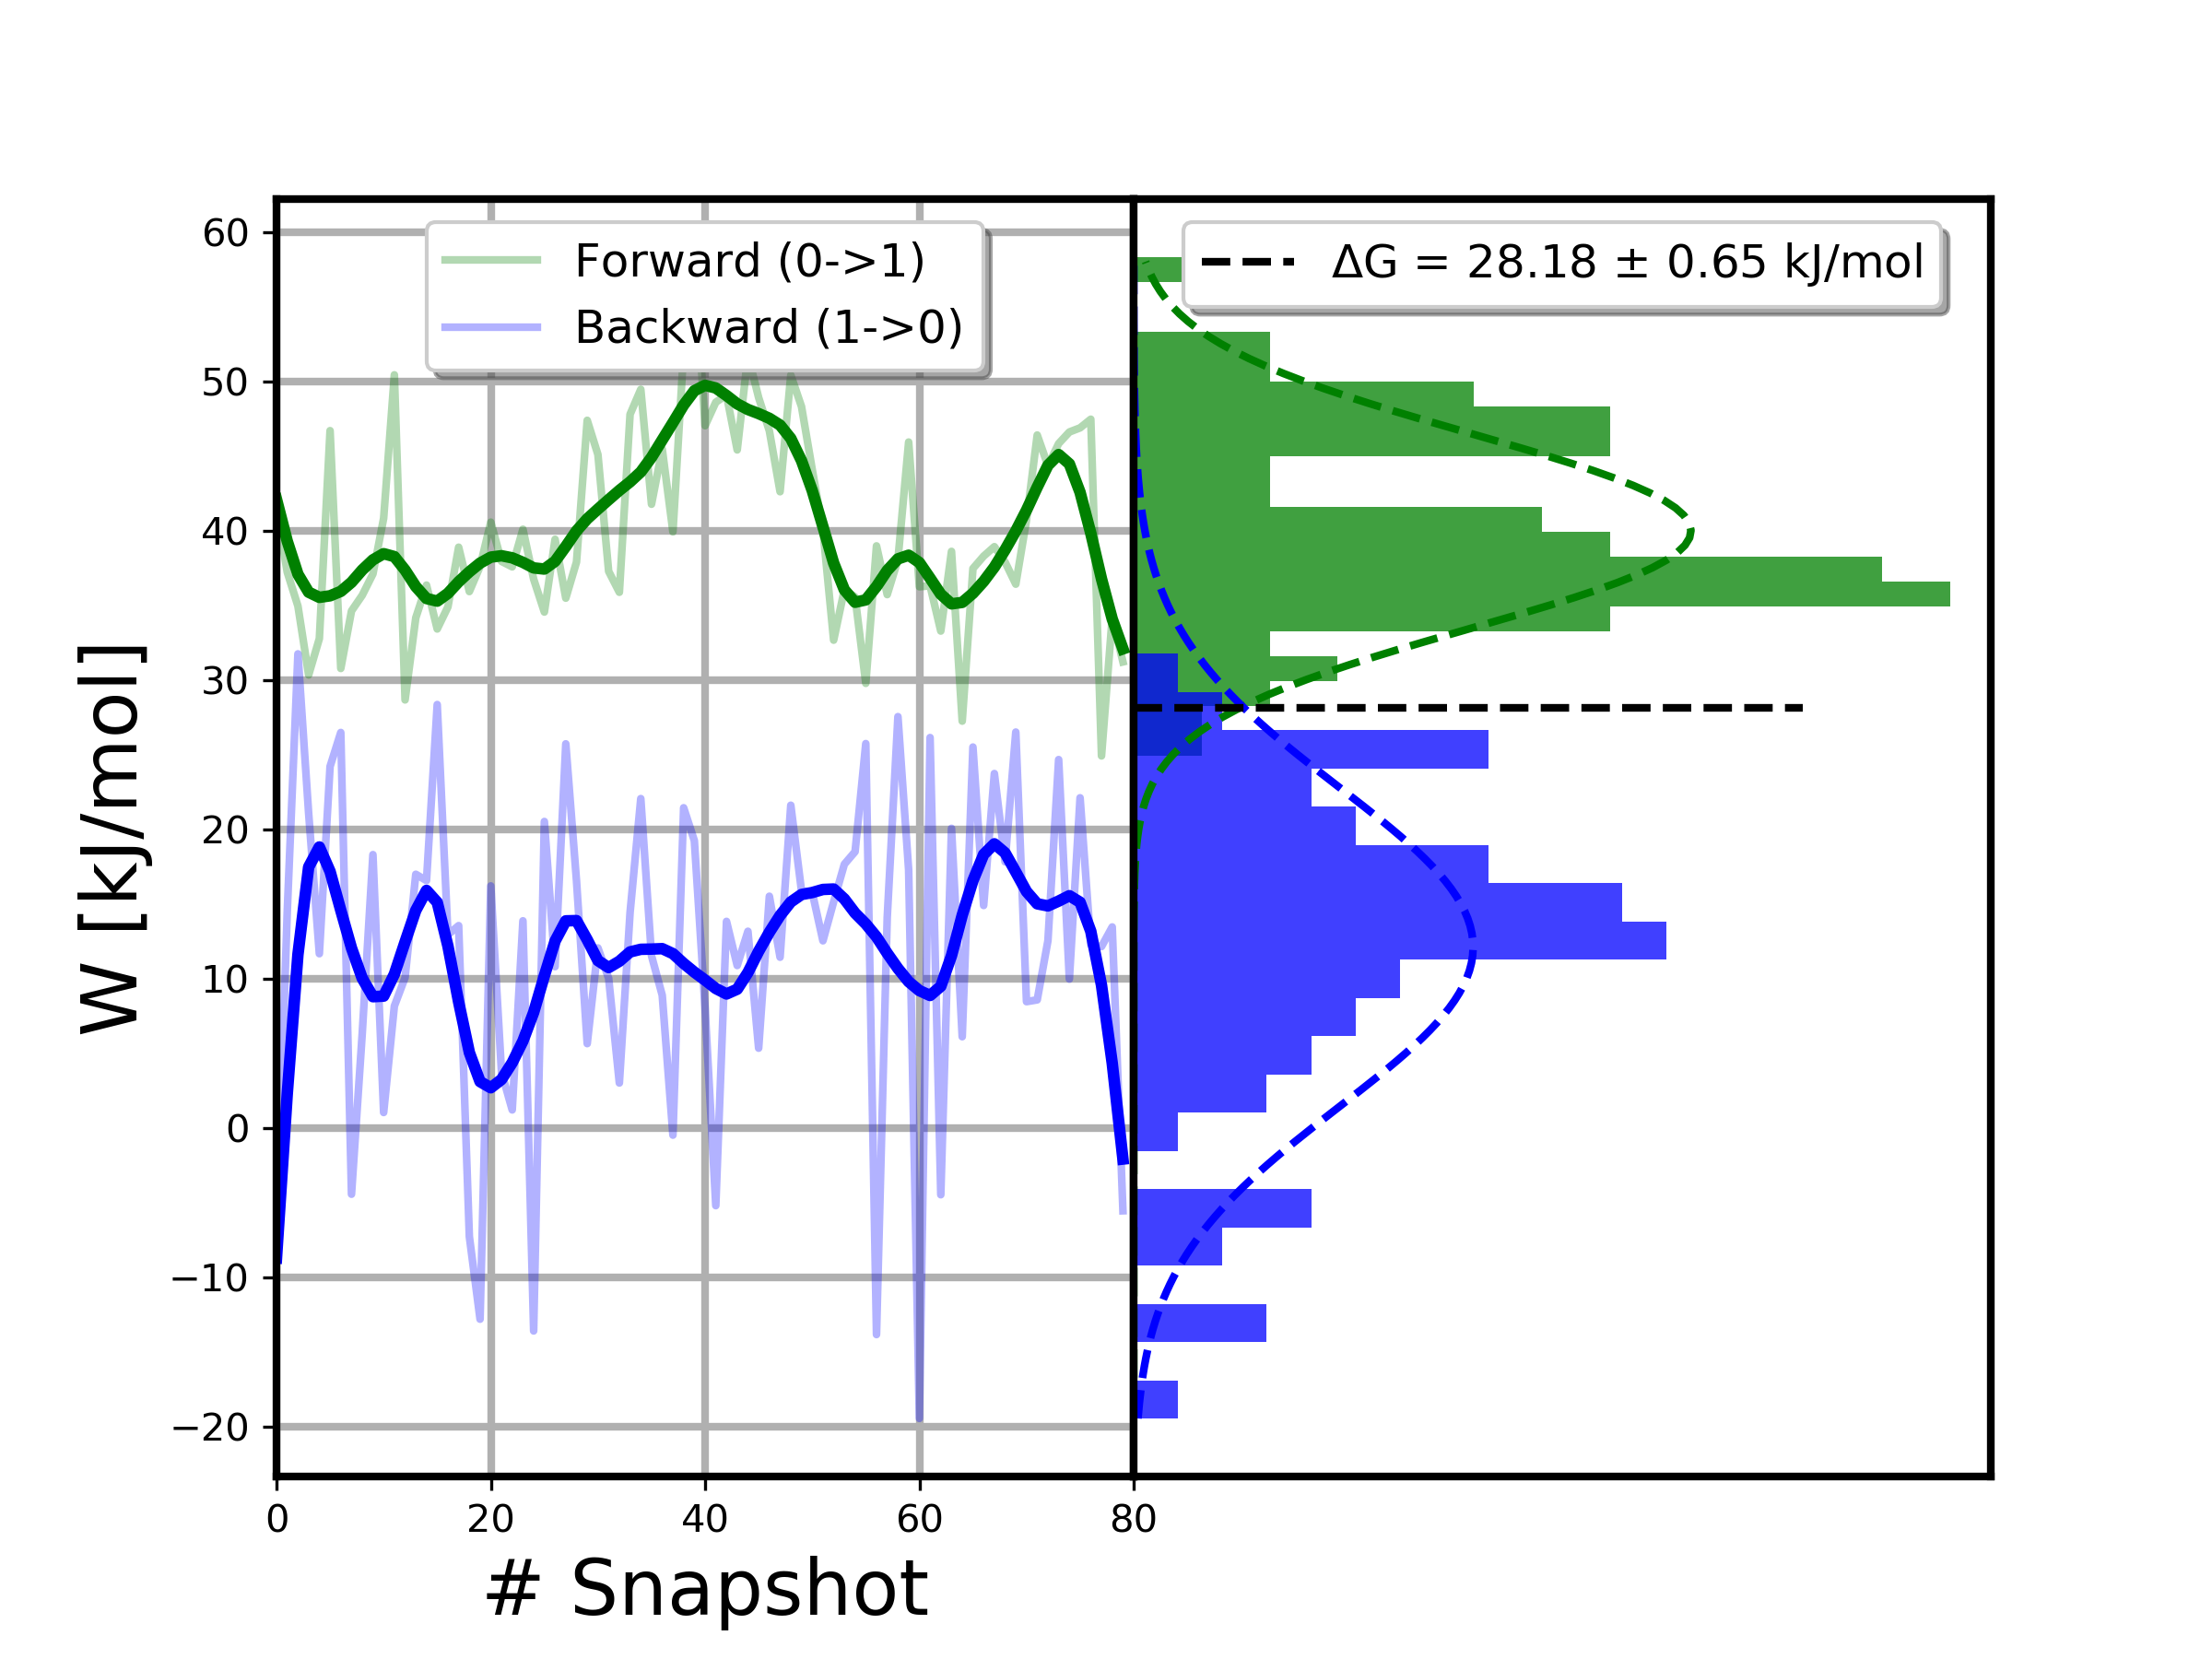 Forward (0->1)
Backward (1->0)
ΔG = 28.18 ± 0.65 kJ/mol
W [kJ/mol]
60
50
40
30
20
10
0
−10
−20
0 20 40 60 80
# Snapshot